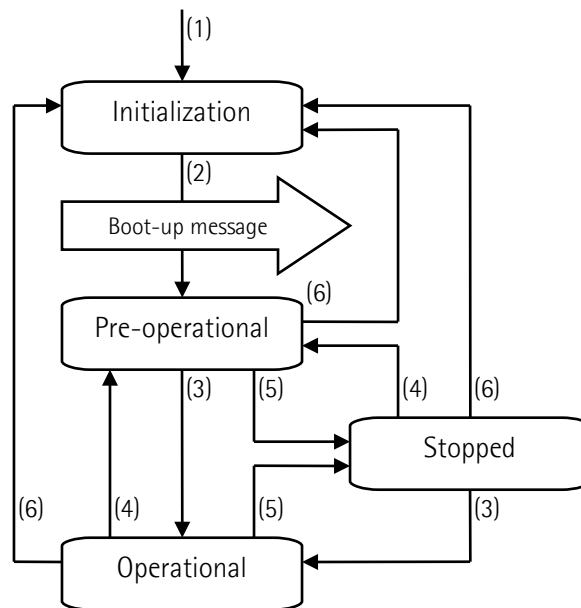 (1)
Initialization
(2)
Boot-up message
(6)
Pre-operational
(3)
(5)
(4)
(6)
Stopped
(6)
(4)
(5)
(3)
Operational